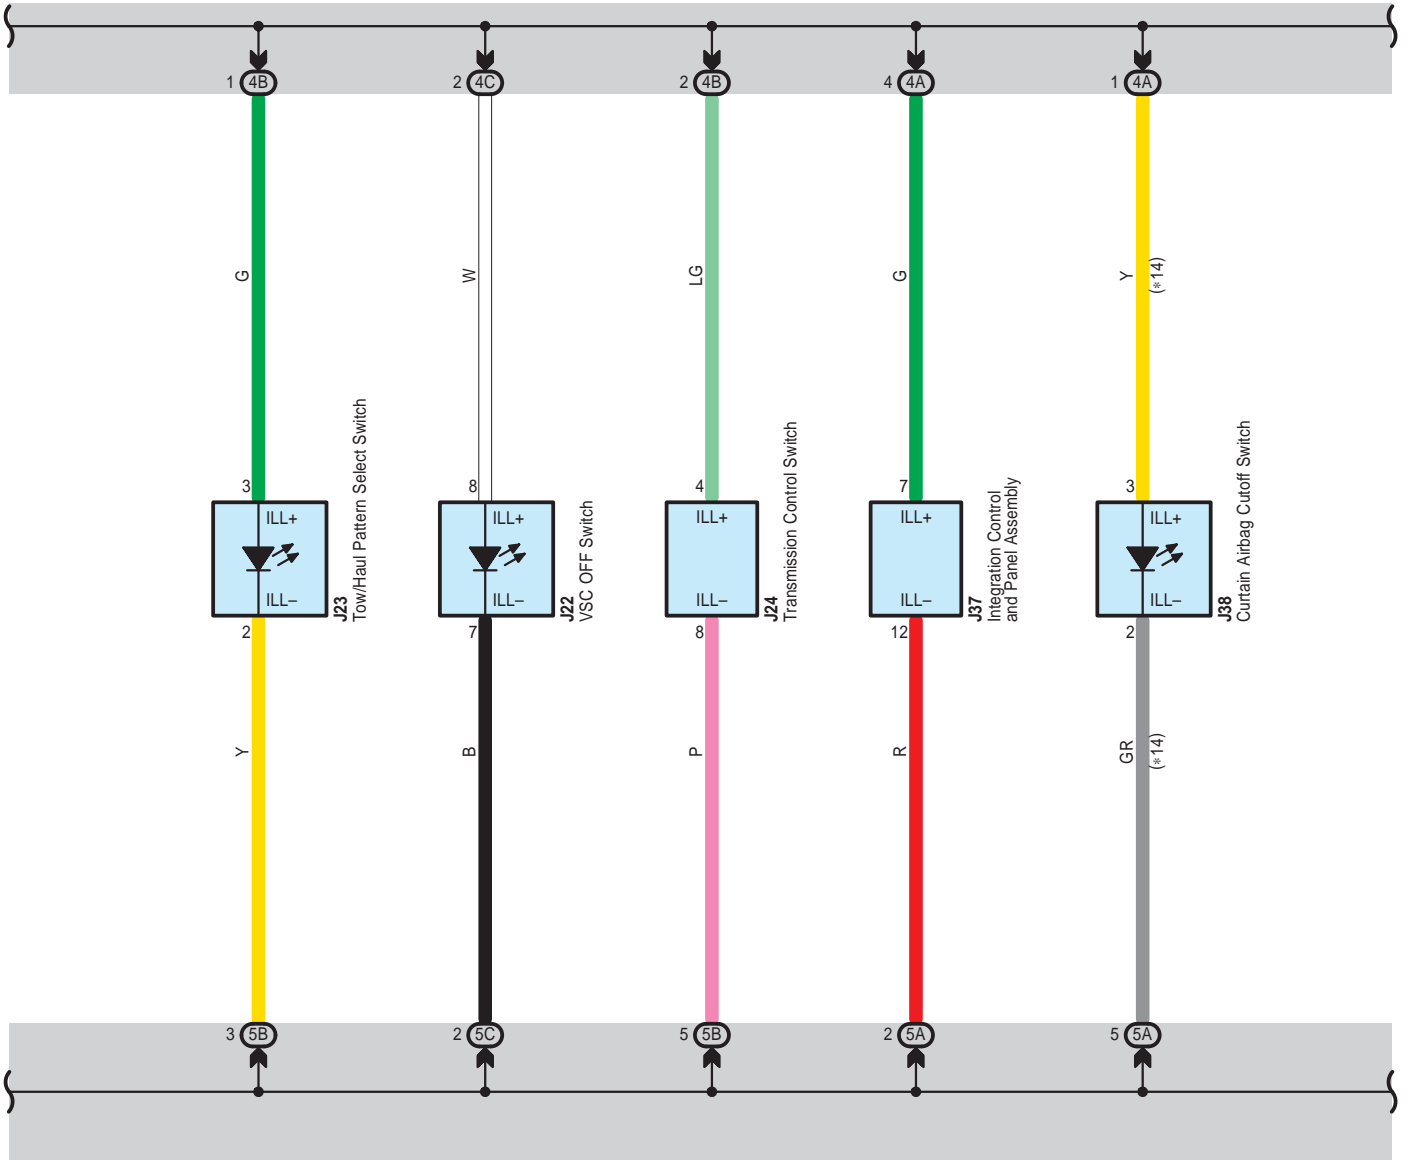 1 4B
2 4C
2 4B
4 4A
1 4A
G
W
LG
G
Y
(∗14)
3
8
4
7
3
ILL+
ILL–
J23
Tow/Haul Pattern Select Switch
ILL+
ILL–
J22
VSC OFF Switch
ILL+
ILL–
J24
Transmission Control Switch
ILL+
ILL–
J37
Integration Control
and Panel Assembly
ILL+
ILL–
J38
Curtain Airbag Cutoff Switch
2
7
8
12
2
Y
B
P
R
GR
(∗14)
3 5B
2 5C
5 5B
2 5A
5 5A